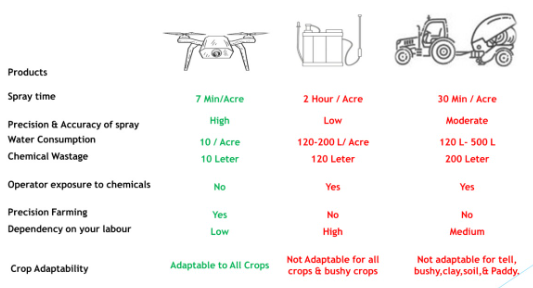 Products
Spray time 7 Min/Acre 2 Hour / Acre 30 Min / Acre
Precision & Accuracy of spray High Low Moderate
Water Consumption 10 / Acre 120-200 L/ Acre 120 L- 500 L
Chemical Wastage 10 Leter 120 Leter 200 Leter
Operator exposure to chemicals No Yes Yes
Precision Farming Yes No No
Dependency on your labour Low High Medium
Crop Adaptability Adaptable to All Crops Not Adaptable for all Not adaptable for tell,
crops & bushy crops bushy,clay,soil,& Paddy.